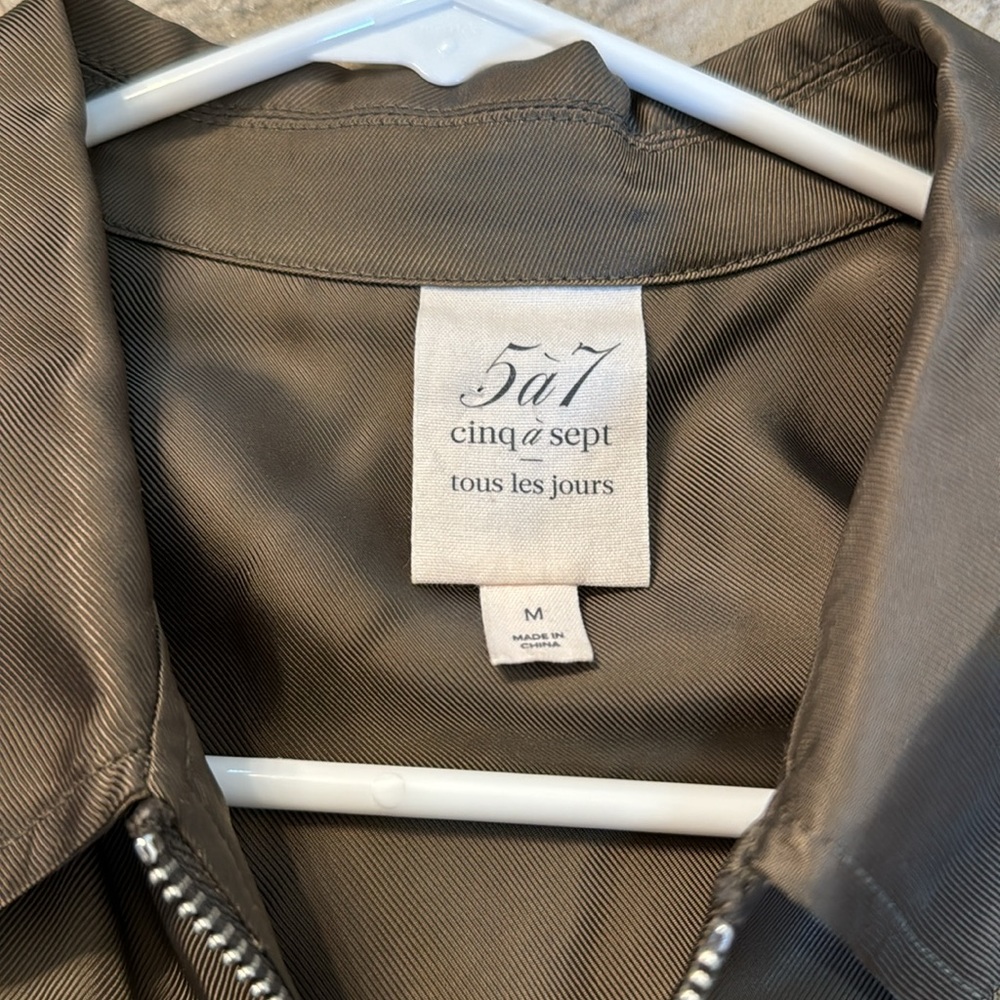 5à7
cinq à sept
tous les jours
M
MADE IN
CHINA